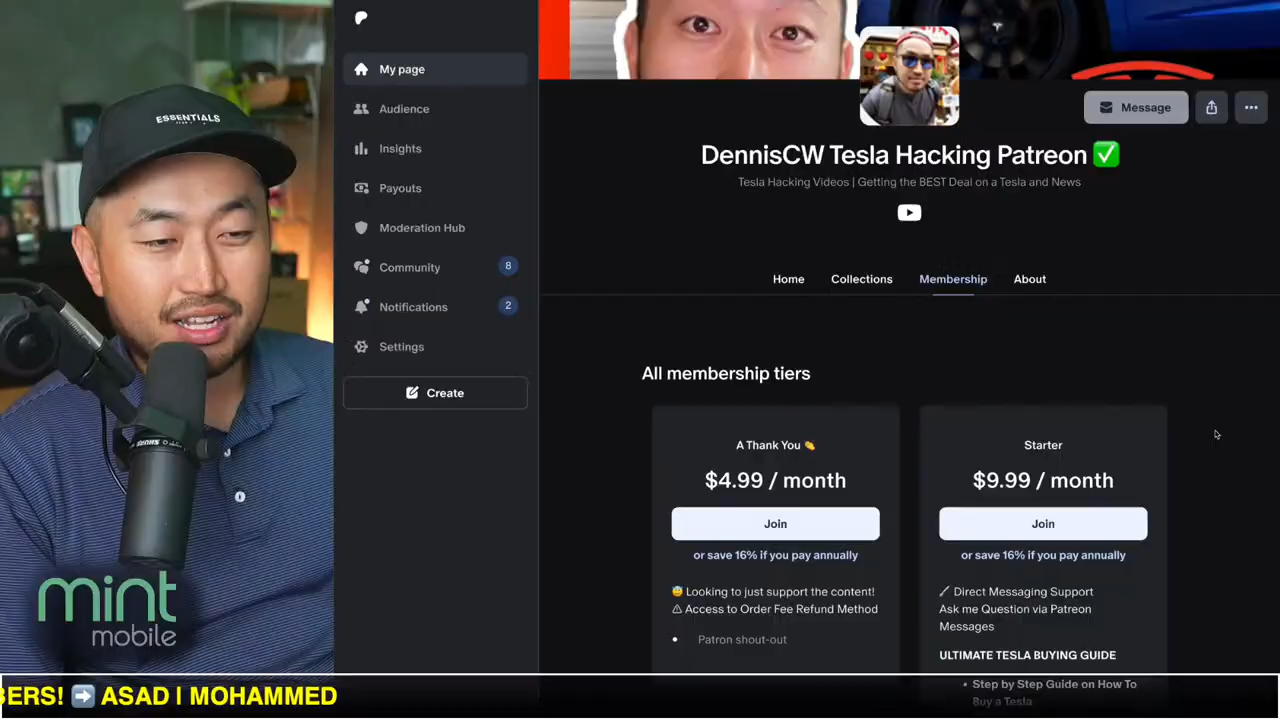 ESSENTIALS
SHURE
mint
mobile
My page
Audience
Insights
Payouts
Moderation Hub
Community
8
Notifications
2
Settings
Create
Message
DennisCW Tesla Hacking Patreon ✅
Tesla Hacking Videos | Getting the BEST Deal on a Tesla and News
Home
Collections
Membership
About
All membership tiers
A Thank You 👏
$4.99 / month
Join
or save 16% if you pay annually
😇 Looking to just support the content!
⚠ Access to Order Fee Refund Method
• Patron shout-out
Starter
$9.99 / month
Join
or save 16% if you pay annually
🖊 Direct Messaging Support
Ask me Question via Patreon
Messages
ULTIMATE TESLA BUYING GUIDE
• Step by Step Guide on How To
Buy a Tesla
BERS! ➡️ ASAD I MOHAMMED